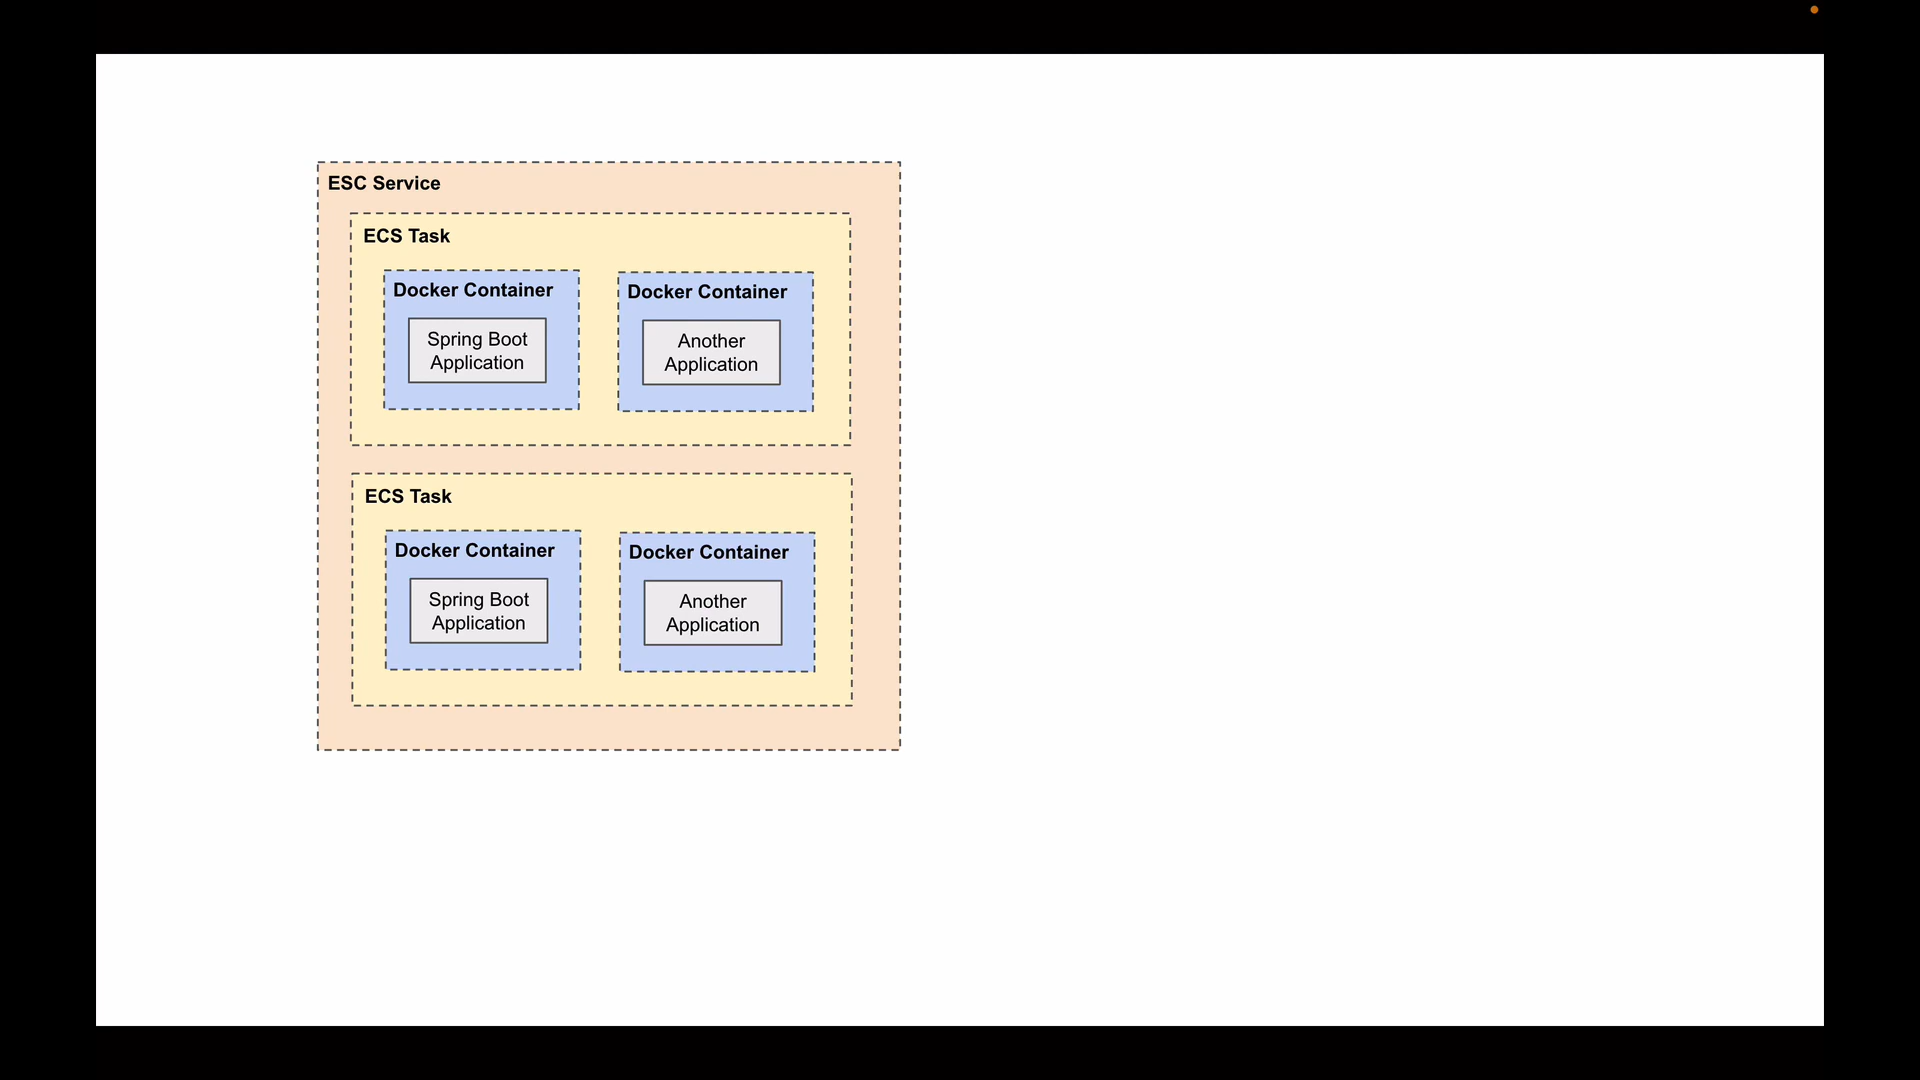 ESC Service
ECS Task
Docker Container
Spring Boot
Application
Docker Container
Another
Application
ECS Task
Docker Container
Spring Boot
Application
Docker Container
Another
Application